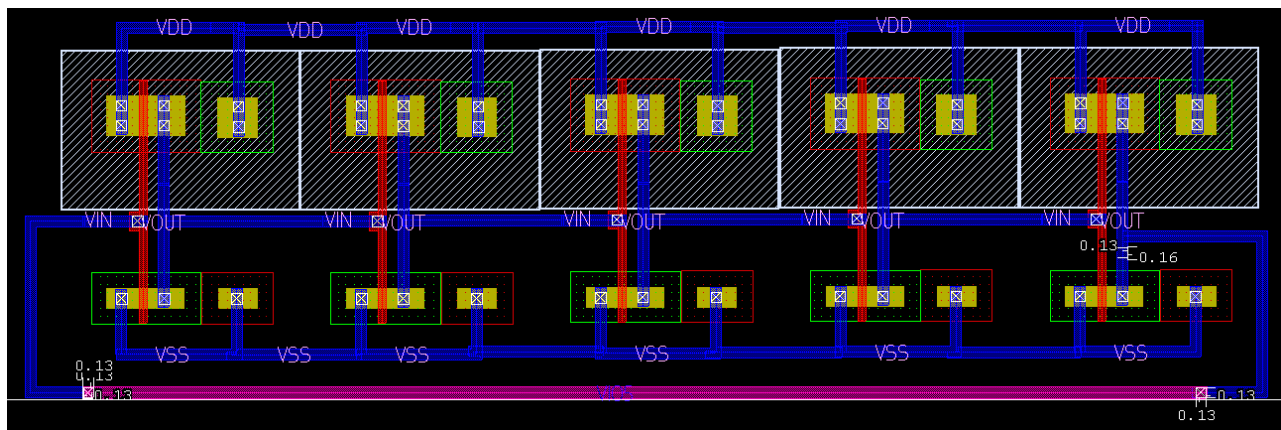 VDD VDD VDD VDD VDD VDD
VIN VOUT VIN VOUT VIN VOUT VIN VOUT VIN VOUT
0.13 0.16
VSS VSS VSS VSS VSS VSS
0.13
0.13
0.13 0.13
0.13